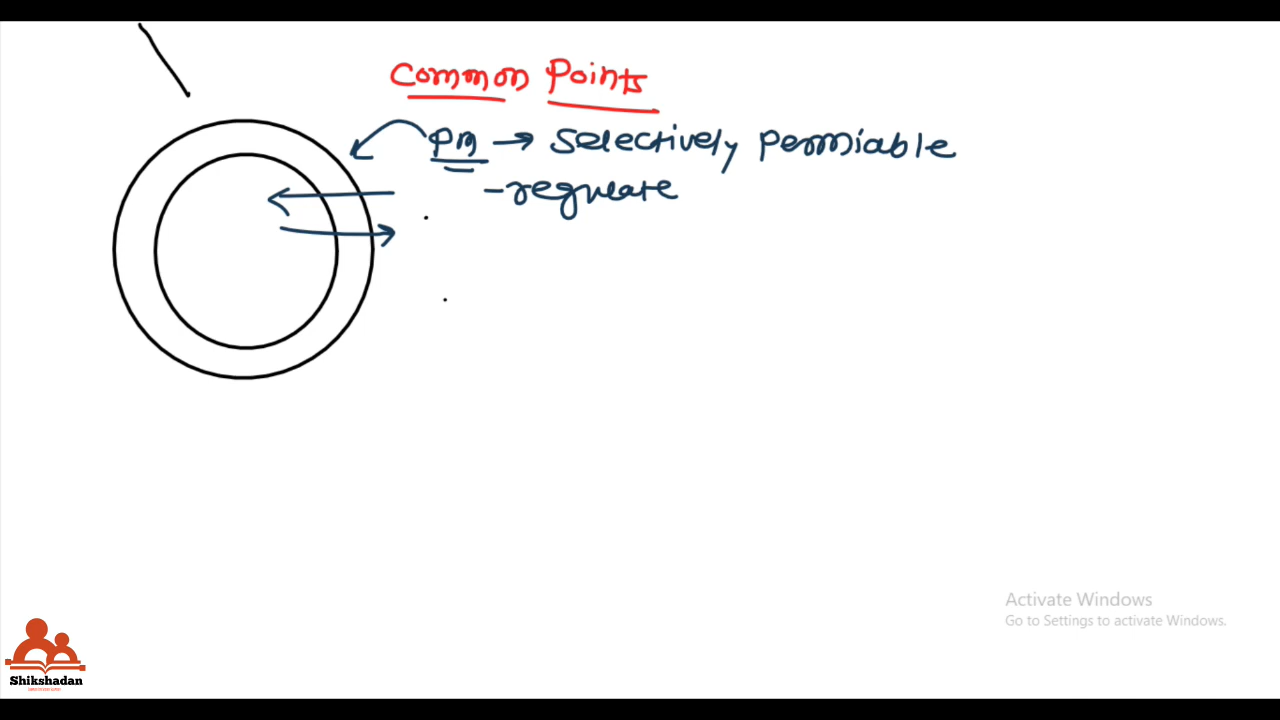 Common Points
PM → Selectively Permiable
- regulate
Activate Windows
Go to Settings to activate Windows.
Shikshadan